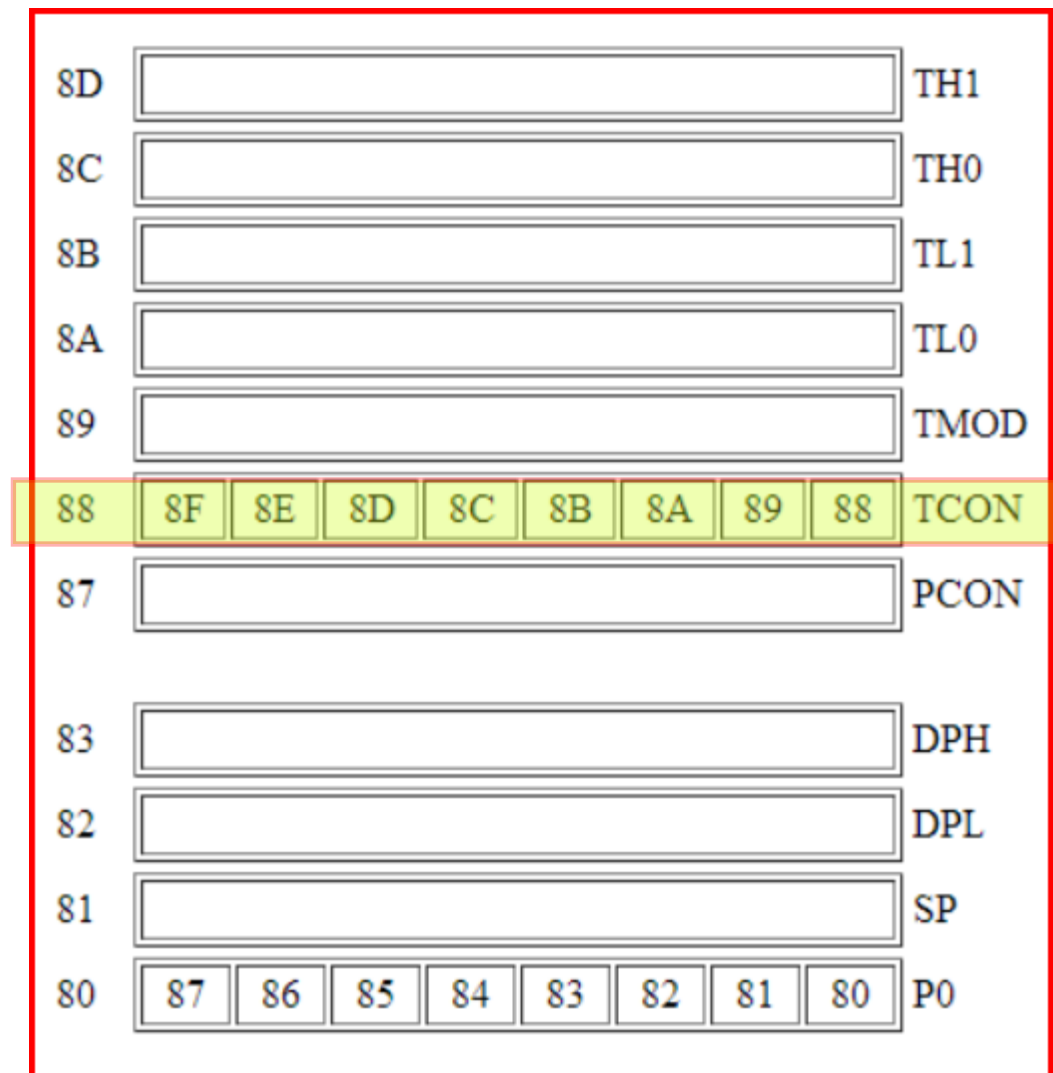 8D TH1
8C TH0
8B TL1
8A TL0
89 TMOD
88 8F 8E 8D 8C 8B 8A 89 88 TCON
87 PCON
83 DPH
82 DPL
81 SP
80 87 86 85 84 83 82 81 80 P0